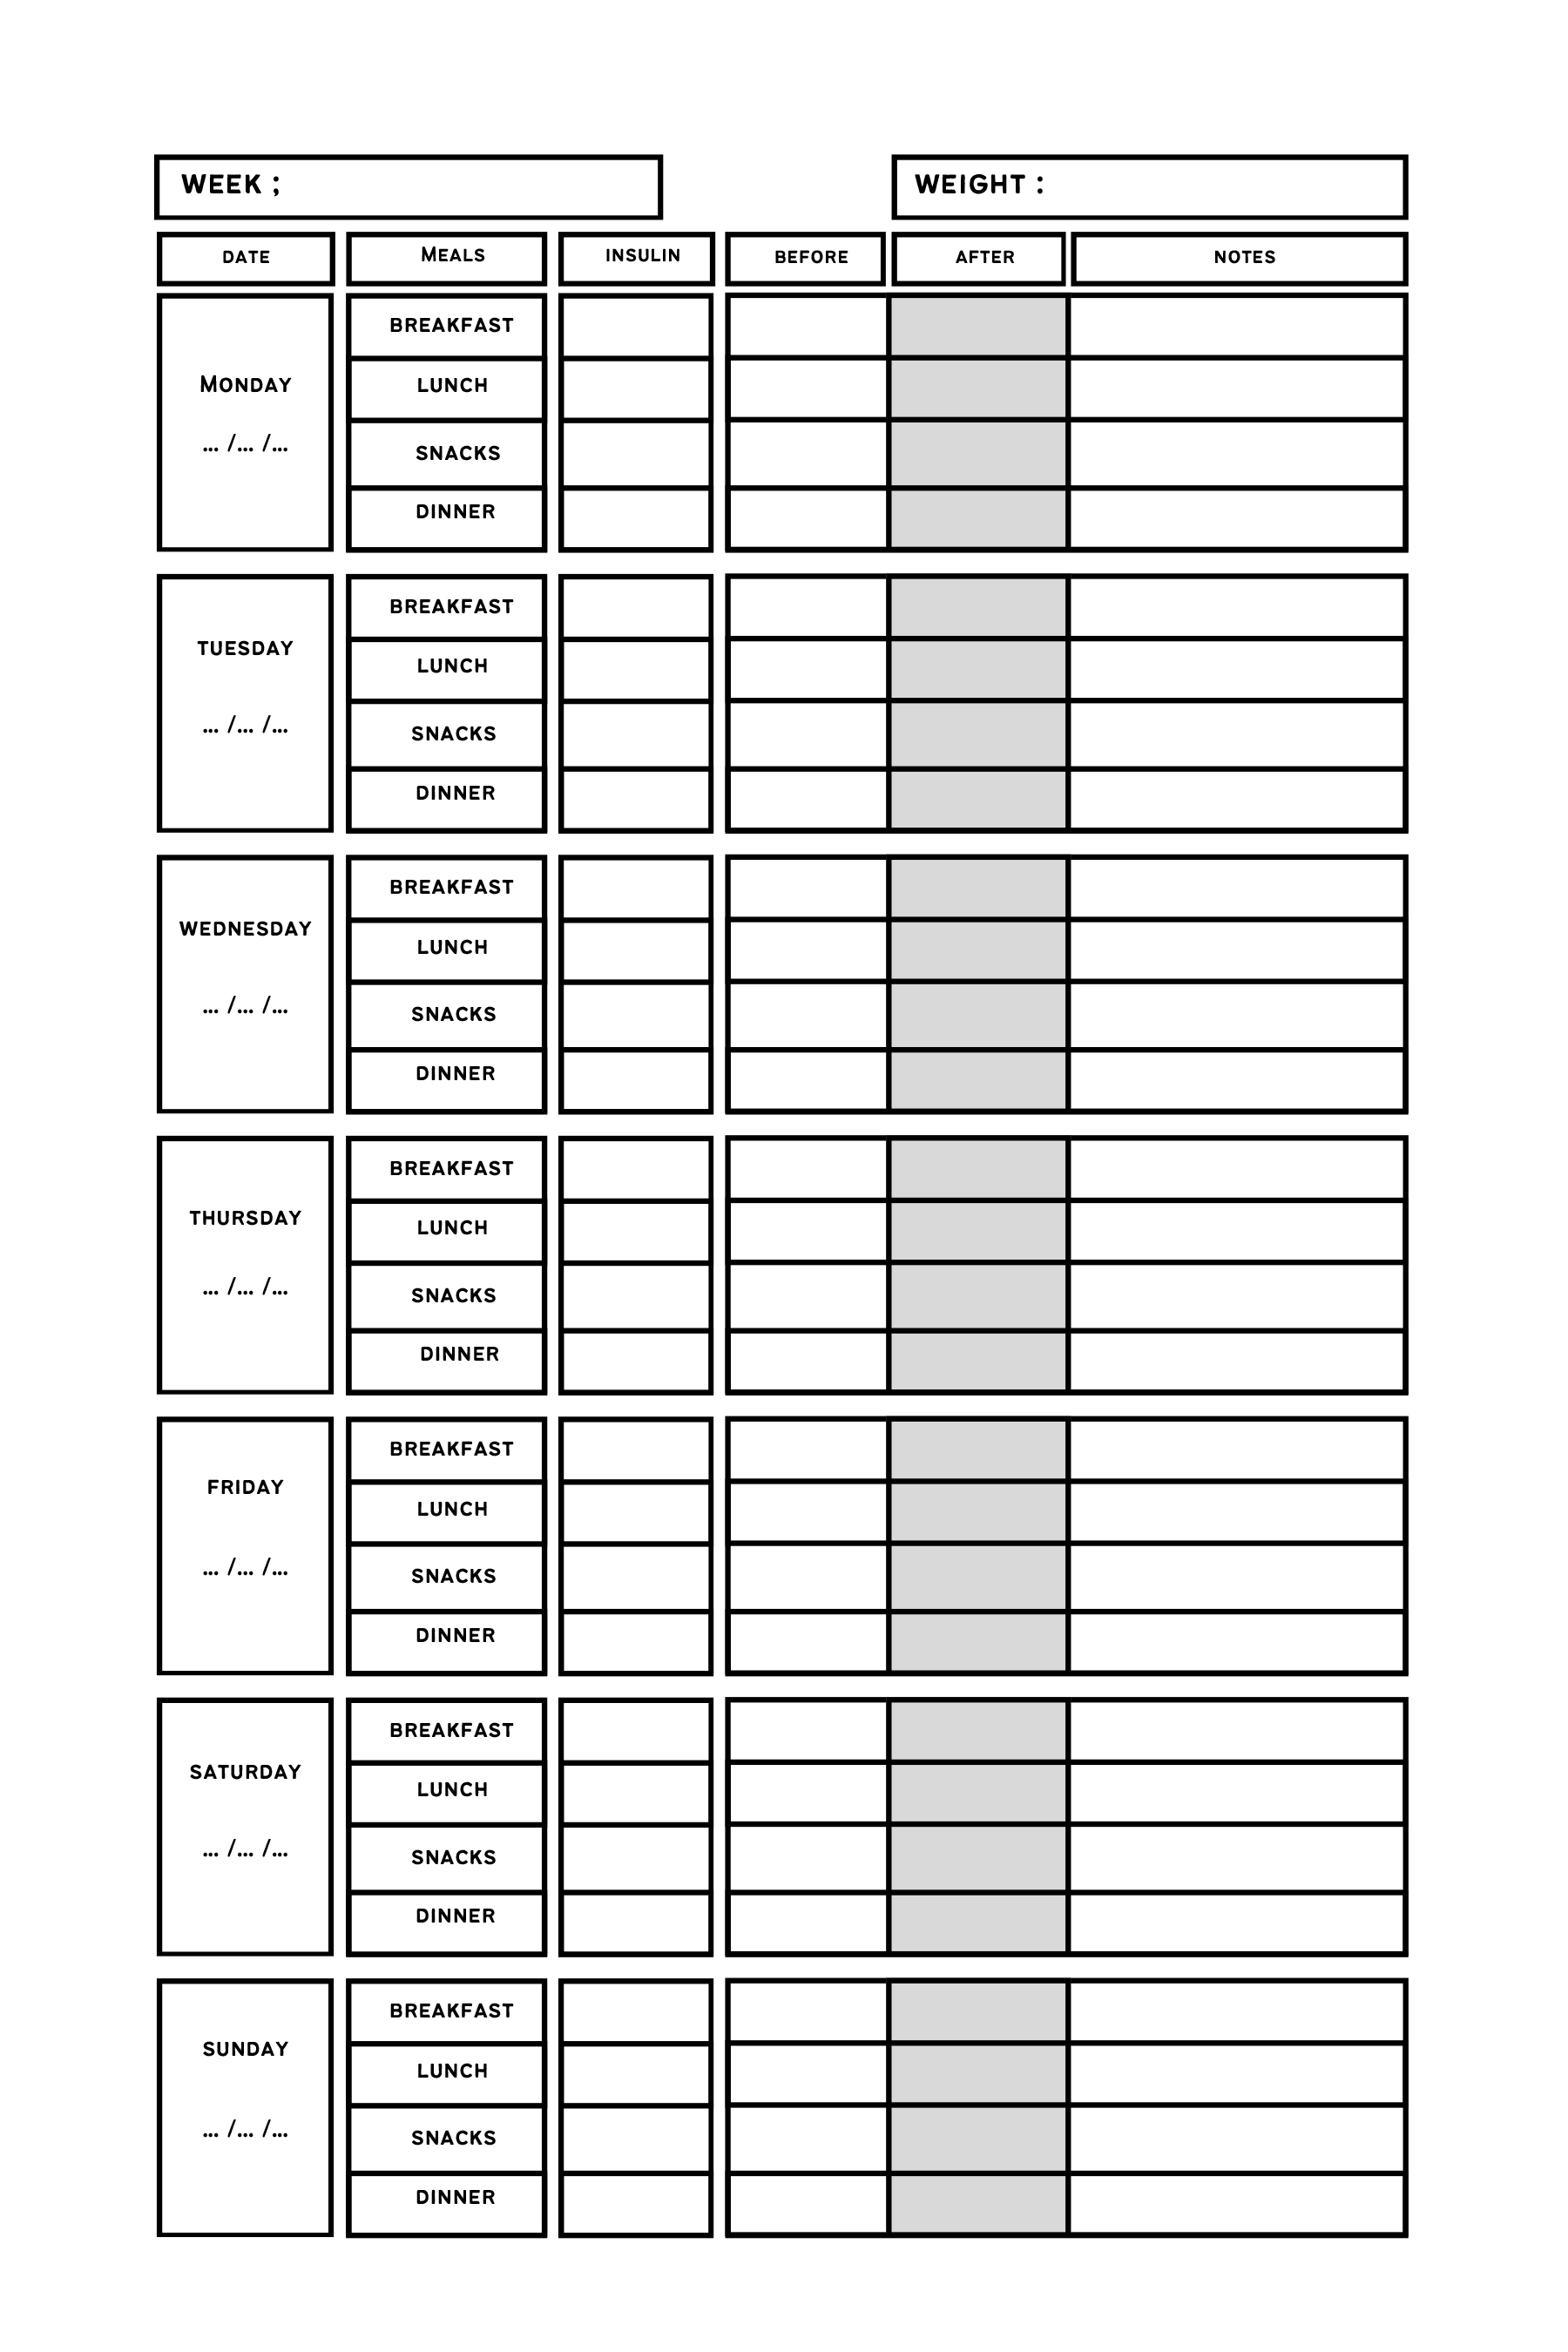 WEEK ;
WEIGHT :
DATE MEALS INSULIN BEFORE AFTER NOTES
BREAKFAST
MONDAY LUNCH
... /... /...
SNACKS
DINNER
BREAKFAST
TUESDAY
LUNCH
... /... /...
SNACKS
DINNER
BREAKFAST
WEDNESDAY
LUNCH
... /... /...
SNACKS
DINNER
BREAKFAST
THURSDAY
LUNCH
... /... /...
SNACKS
DINNER
BREAKFAST
FRIDAY
LUNCH
... /... /...
SNACKS
DINNER
BREAKFAST
SATURDAY
LUNCH
... /... /...
SNACKS
DINNER
BREAKFAST
SUNDAY
LUNCH
... /... /...
SNACKS
DINNER